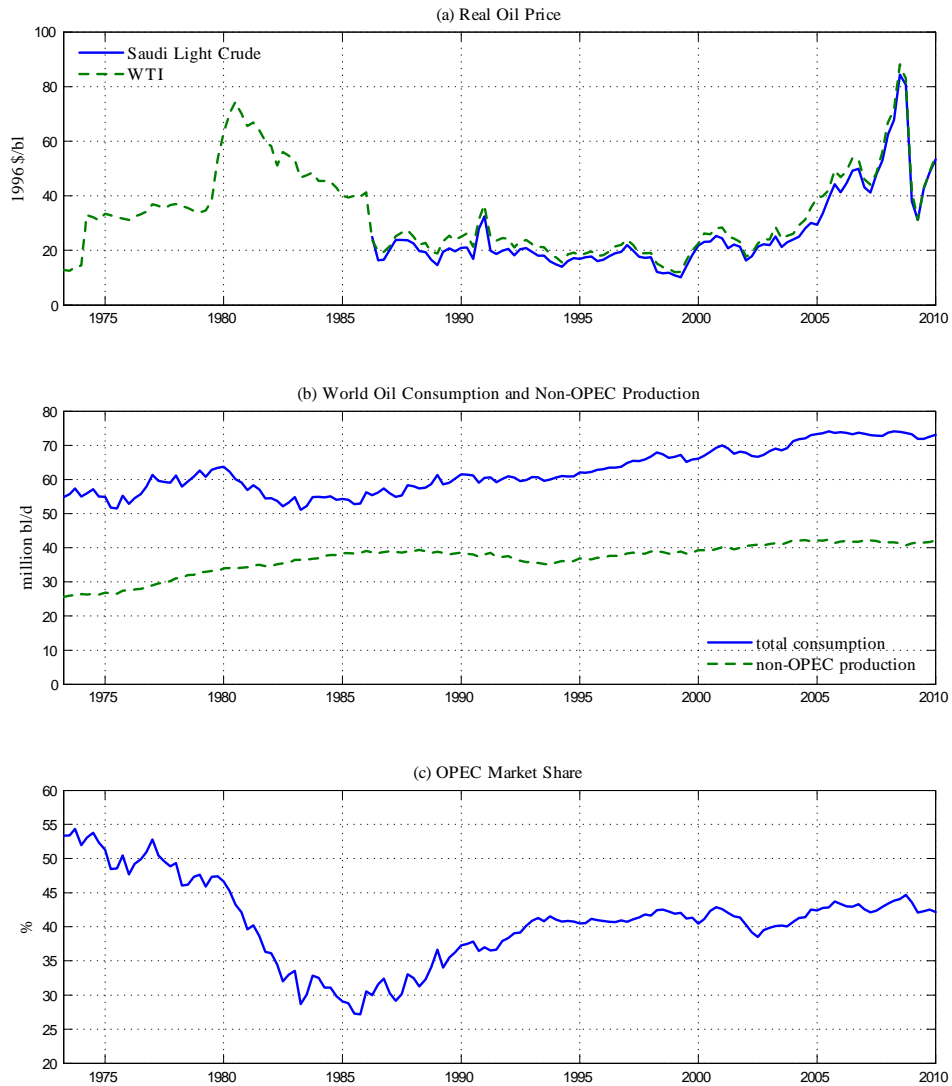 (a) Real Oil Price
100
80
60
40
20
0
1996 $/bl
Saudi Light Crude
WTI
1975 1980 1985 1990 1995 2000 2005 2010
(b) World Oil Consumption and Non-OPEC Production
80
70
60
50
40
30
20
10
0
million bl/d
total consumption
non-OPEC production
1975 1980 1985 1990 1995 2000 2005 2010
(c) OPEC Market Share
60
55
50
45
40
35
30
25
20
%
1975 1980 1985 1990 1995 2000 2005 2010